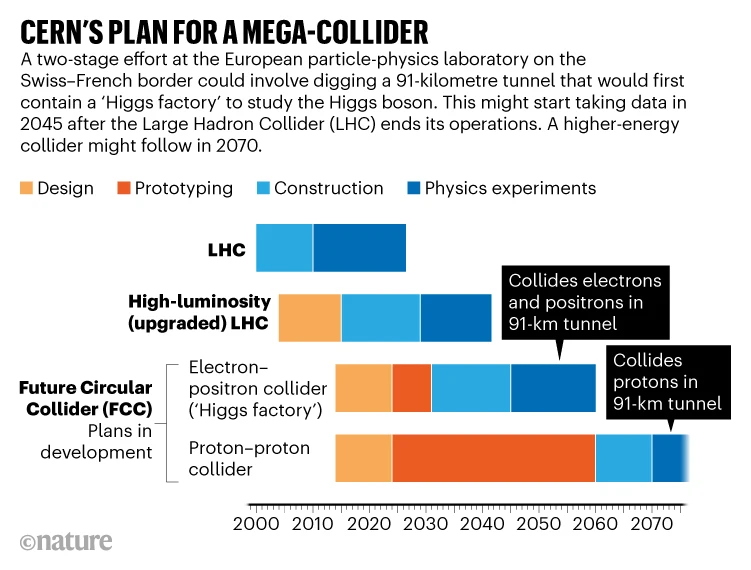 CERN'S PLAN FOR A MEGA-COLLIDER
A two-stage effort at the European particle-physics laboratory on the
Swiss–French border could involve digging a 91-kilometre tunnel that would first
contain a ‘Higgs factory’ to study the Higgs boson. This might start taking data in
2045 after the Large Hadron Collider (LHC) ends its operations. A higher-energy
collider might follow in 2070.
Design Prototyping Construction Physics experiments
LHC
High-luminosity
(upgraded) LHC
Collides electrons
and positrons in
91-km tunnel
Future Circular
Collider (FCC)
Plans in
development
Electron–
positron collider
(‘Higgs factory’)
Collides
protons in
91-km tunnel
Proton–proton
collider
2000 2010 2020 2030 2040 2050 2060 2070
©nature